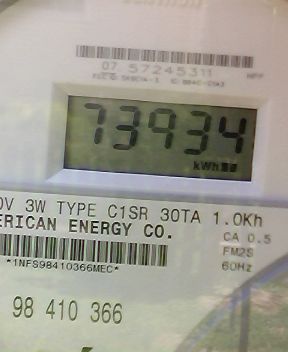 07 57245311
73934
kWh
0V 3W TYPE C1SR 30TA 1.0Kh
ERICAN ENERGY CO.
CA 0.5
FM2S
60Hz
*1NFS98410366MEC*
98 410 366